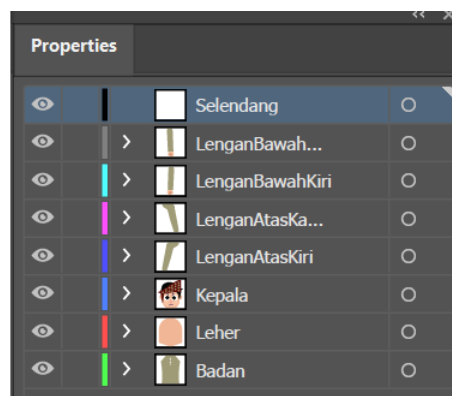 Properties
Selendang
LenganBawah...
LenganBawahKiri
LenganAtasKa...
LenganAtasKiri
Kepala
Leher
Badan